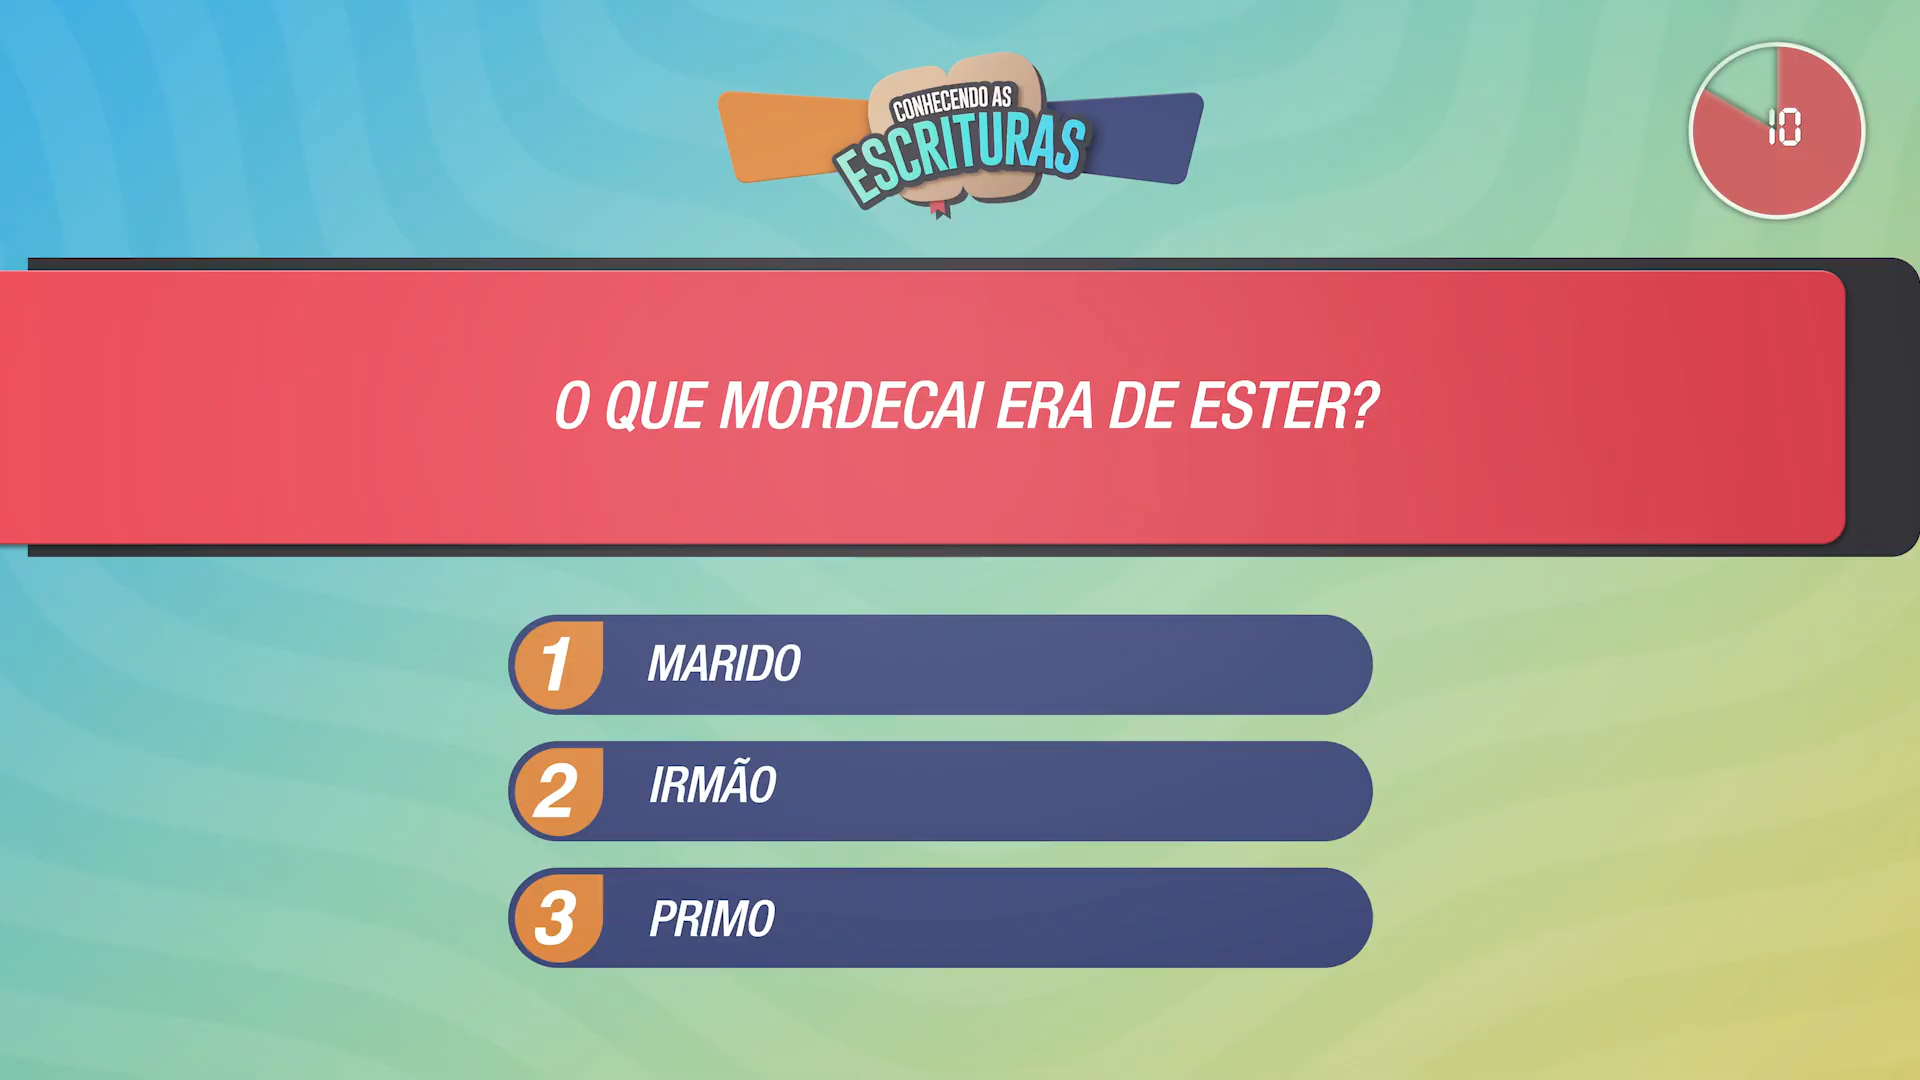 CONHECENDO AS
ESCRITURAS
10
O QUE MORDECAI ERA DE ESTER?
1 MARIDO
2 IRMÃO
3 PRIMO